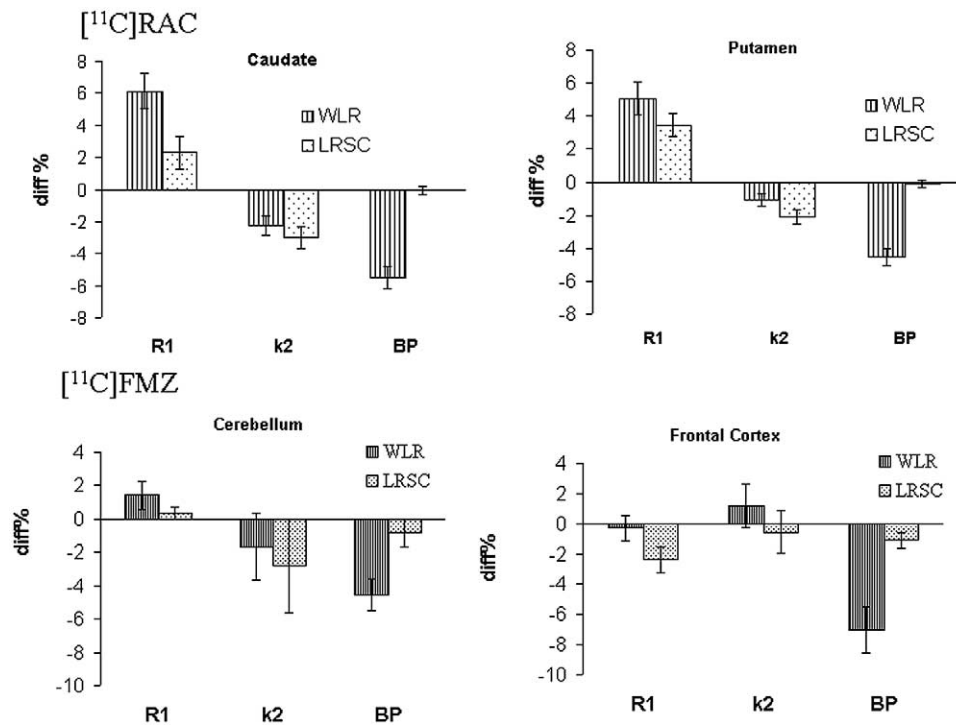 [¹¹C]RAC
Caudate
WLR
LRSC
diff %
8
6
4
2
0
-2
-4
-6
-8
R1 k2 BP
Putamen
WLR
LRSC
diff %
8
6
4
2
0
-2
-4
-6
-8
R1 k2 BP
[¹¹C]FMZ
Cerebellum
WLR
LRSC
diff%
4
2
0
-2
-4
-6
-8
-10
R1 k2 BP
Frontal Cortex
WLR
LRSC
diff%
4
2
0
-2
-4
-6
-8
-10
R1 k2 BP